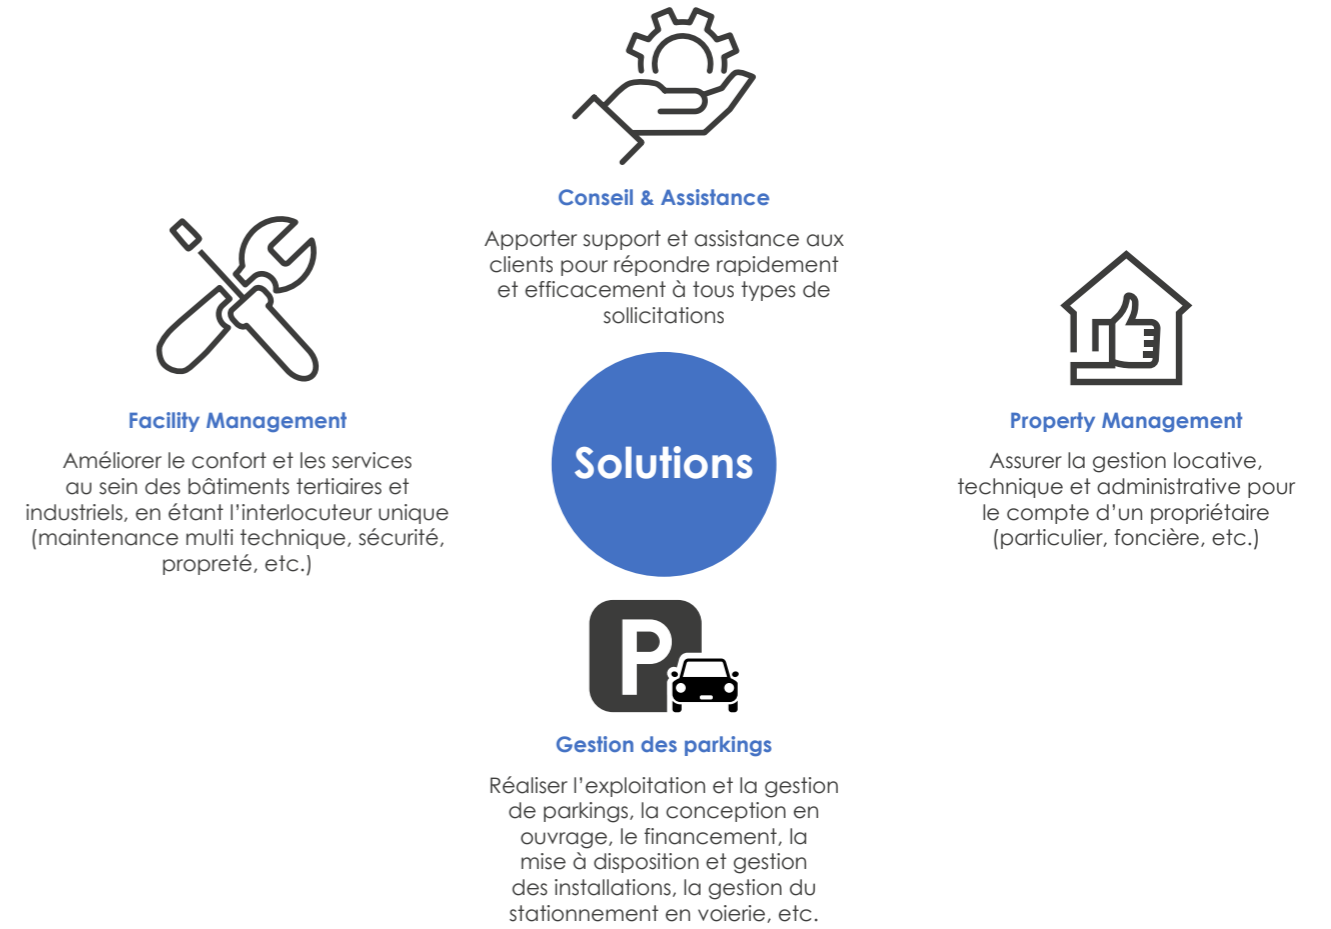 Conseil & Assistance
Apporter support et assistance aux
clients pour répondre rapidement
et efficacement à tous types de
sollicitations
Facility Management
Améliorer le confort et les services
au sein des bâtiments tertiaires et
industriels, en étant l’interlocuteur unique
(maintenance multi technique, sécurité,
propreté, etc.)
Solutions
Property Management
Assurer la gestion locative,
technique et administrative pour
le compte d’un propriétaire
(particulier, foncière, etc.)
P
Gestion des parkings
Réaliser l’exploitation et la gestion
de parkings, la conception en
ouvrage, le financement, la
mise à disposition et gestion
des installations, la gestion du
stationnement en voierie, etc.